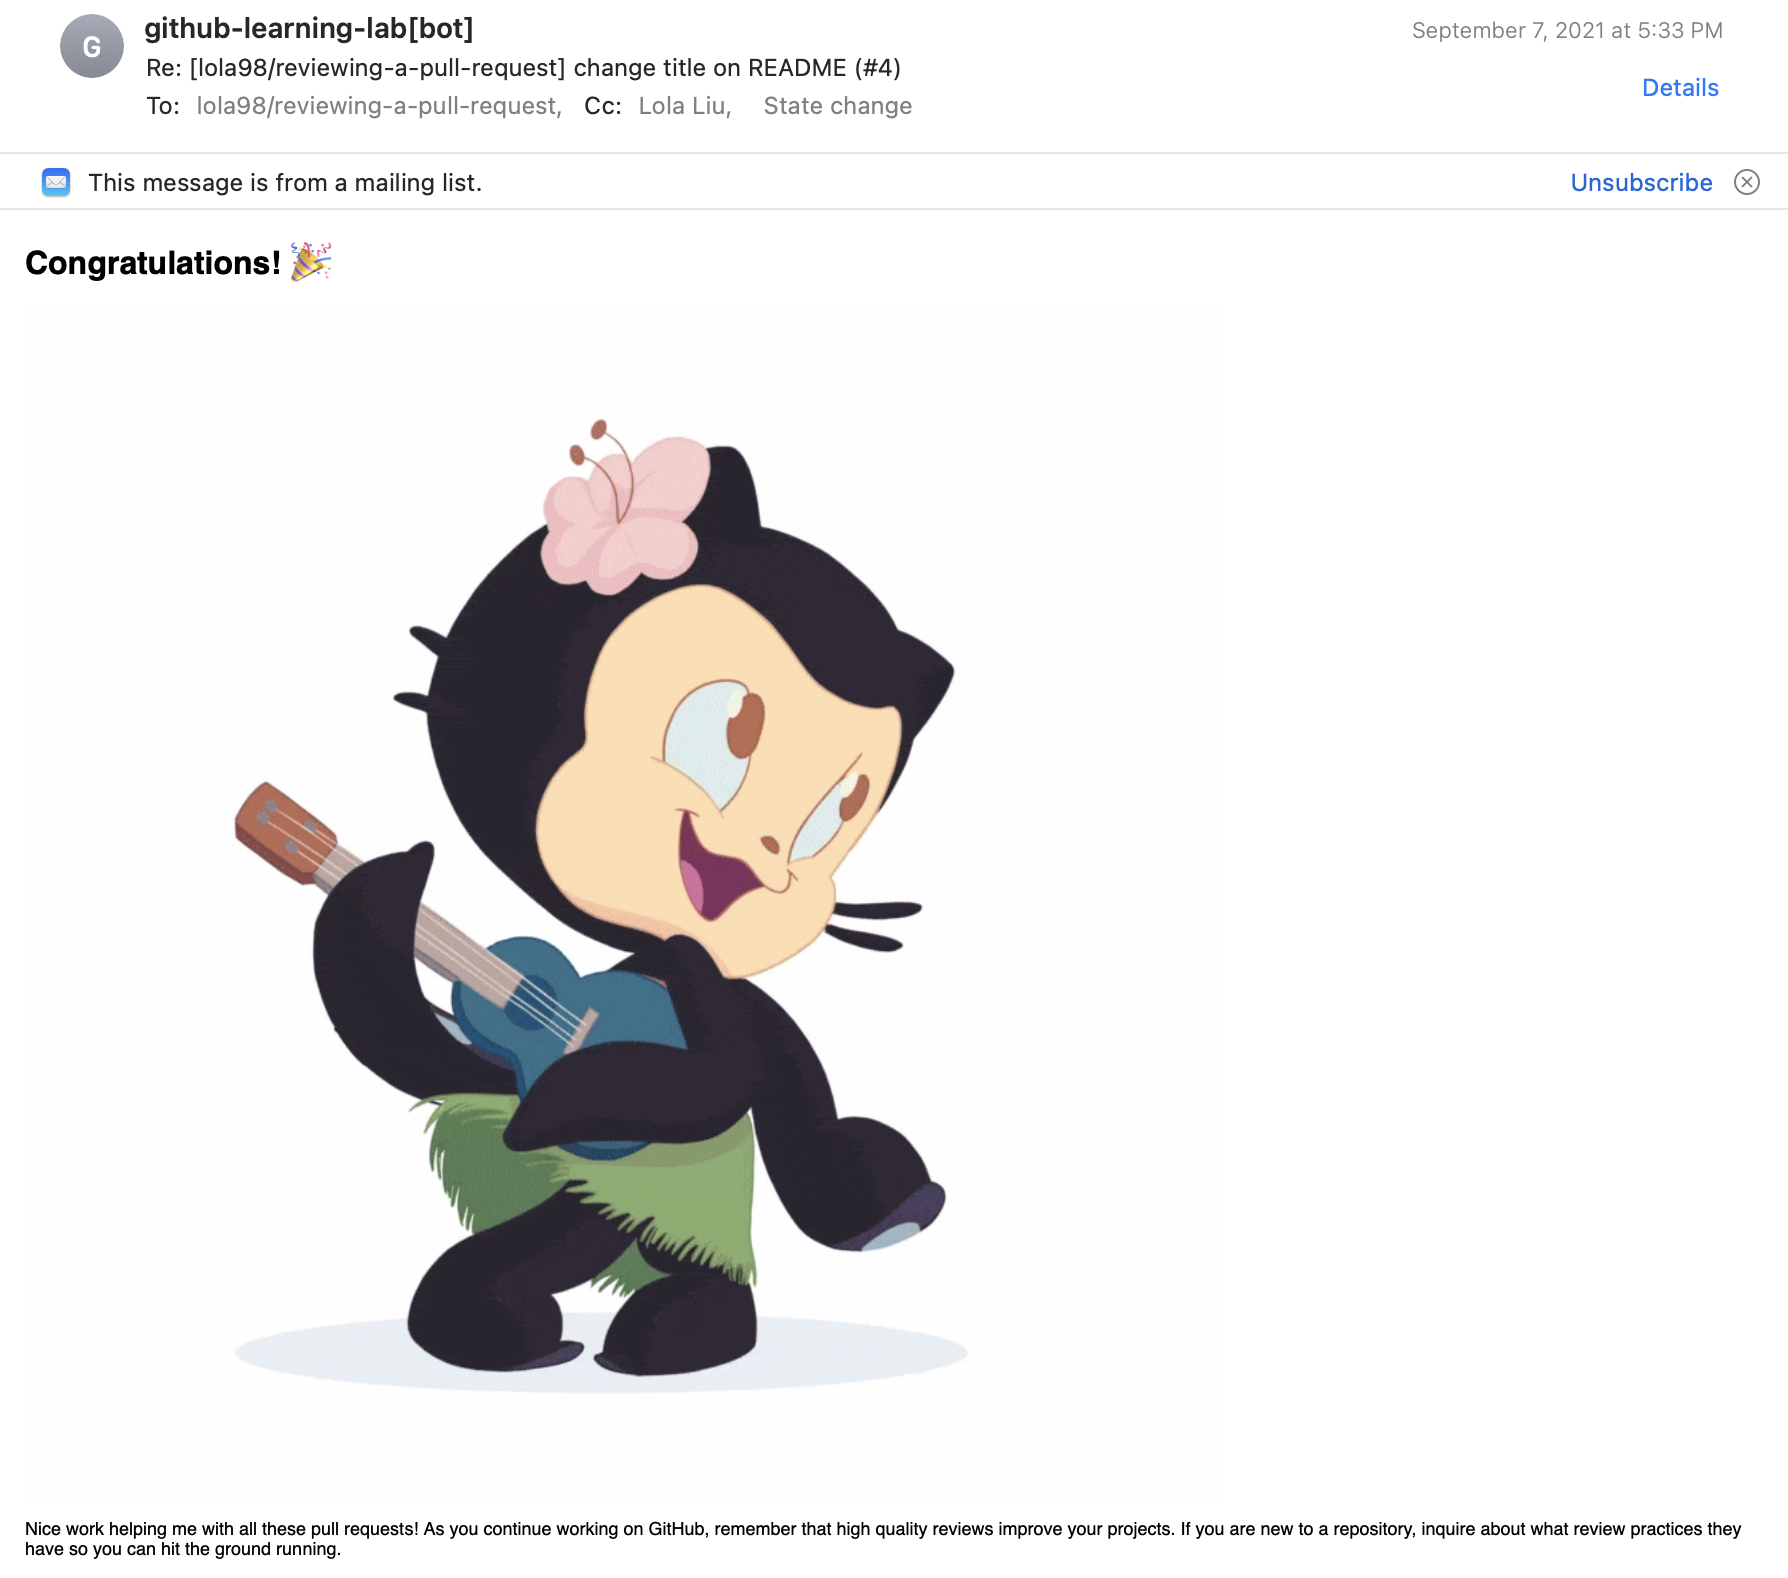 G
github-learning-lab[bot]
September 7, 2021 at 5:33 PM
Re: [lola98/reviewing-a-pull-request] change title on README (#4)
Details
To: lola98/reviewing-a-pull-request, Cc: Lola Liu, State change
This message is from a mailing list.
Unsubscribe
Congratulations! 🎉
Nice work helping me with all these pull requests! As you continue working on GitHub, remember that high quality reviews improve your projects. If you are new to a repository, inquire about what review practices they
have so you can hit the ground running.